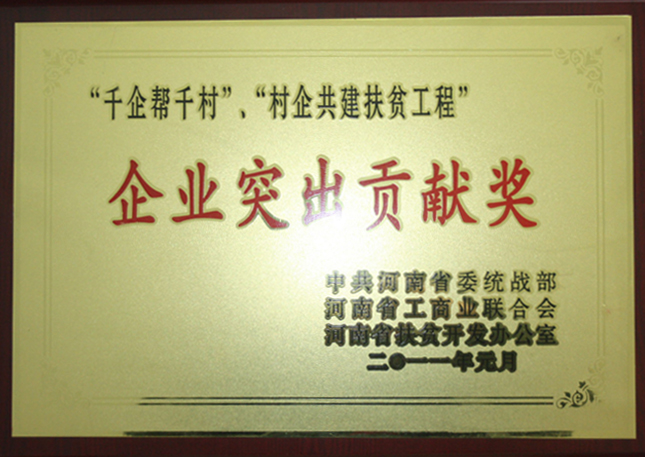 “千企帮千村”、“村企共建扶贫工程”
企业突出贡献奖
中共河南省委统战部
河南省工商业联合会
河南省扶贫开发办公室
二〇一一年元月